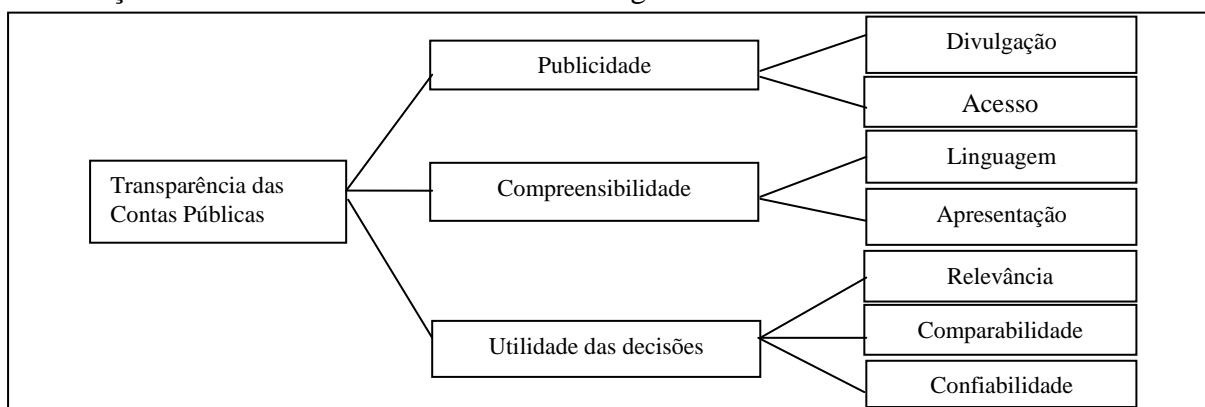 Publicidade
Divulgação
Acesso
Transparência das
Contas Públicas
Compreensibilidade
Linguagem
Apresentação
Utilidade das decisões
Relevância
Comparabilidade
Confiabilidade